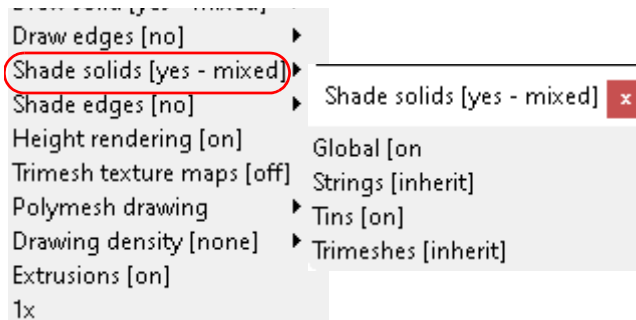 Draw edges [no]
Shade solids [yes - mixed]
Shade edges [no]
Height rendering [on]
Trimesh texture maps [off]
Polymesh drawing
Drawing density [none]
Extrusions [on]
1x
Shade solids [yes - mixed] x
Global [on
Strings [inherit]
Tins [on]
Trimeshes [inherit]